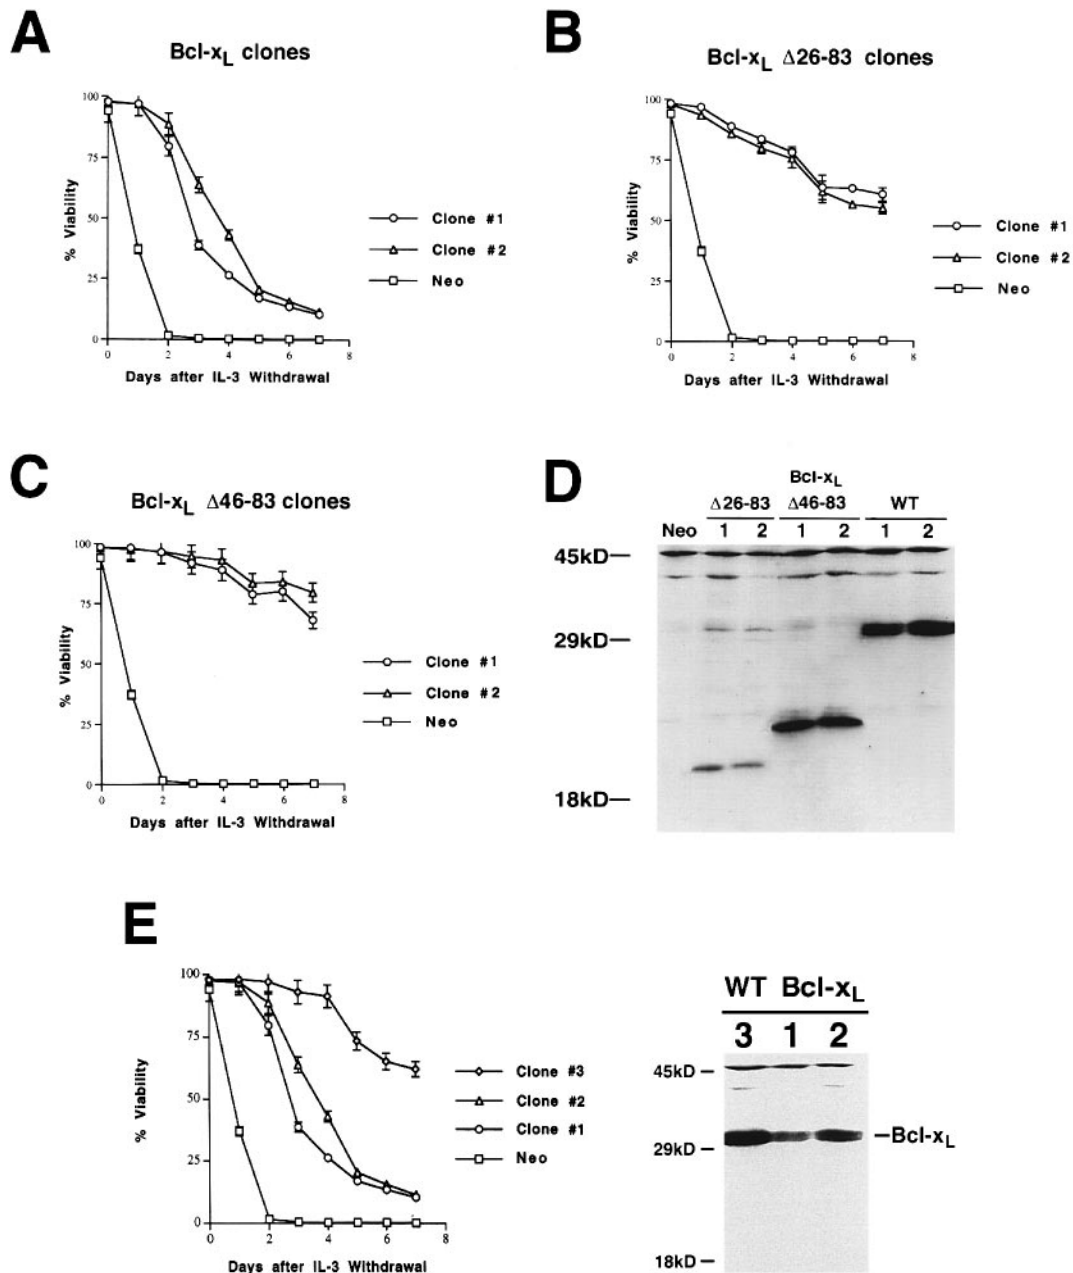 A
Bcl-xL clones
100
75
50
25
0
% Viability
0 2 4 6 8
Days after IL-3 Withdrawal
Clone #1
Clone #2
Neo
B
Bcl-xL Δ26-83 clones
100
75
50
25
0
% Viability
0 2 4 6 8
Days after IL-3 Withdrawal
Clone #1
Clone #2
Neo
C
Bcl-xL Δ46-83 clones
100
75
50
25
0
% Viability
0 2 4 6 8
Days after IL-3 Withdrawal
Clone #1
Clone #2
Neo
D
Bcl-xL
Δ26-83 Δ46-83 WT
Neo 1 2 1 2 1 2
45kD
29kD
18kD
E
100
75
50
25
0
% Viability
0 2 4 6 8
Days after IL-3 Withdrawal
Clone #3
Clone #2
Clone #1
Neo
WT Bcl-xL
3 1 2
45kD
29kD
Bcl-xL
18kD